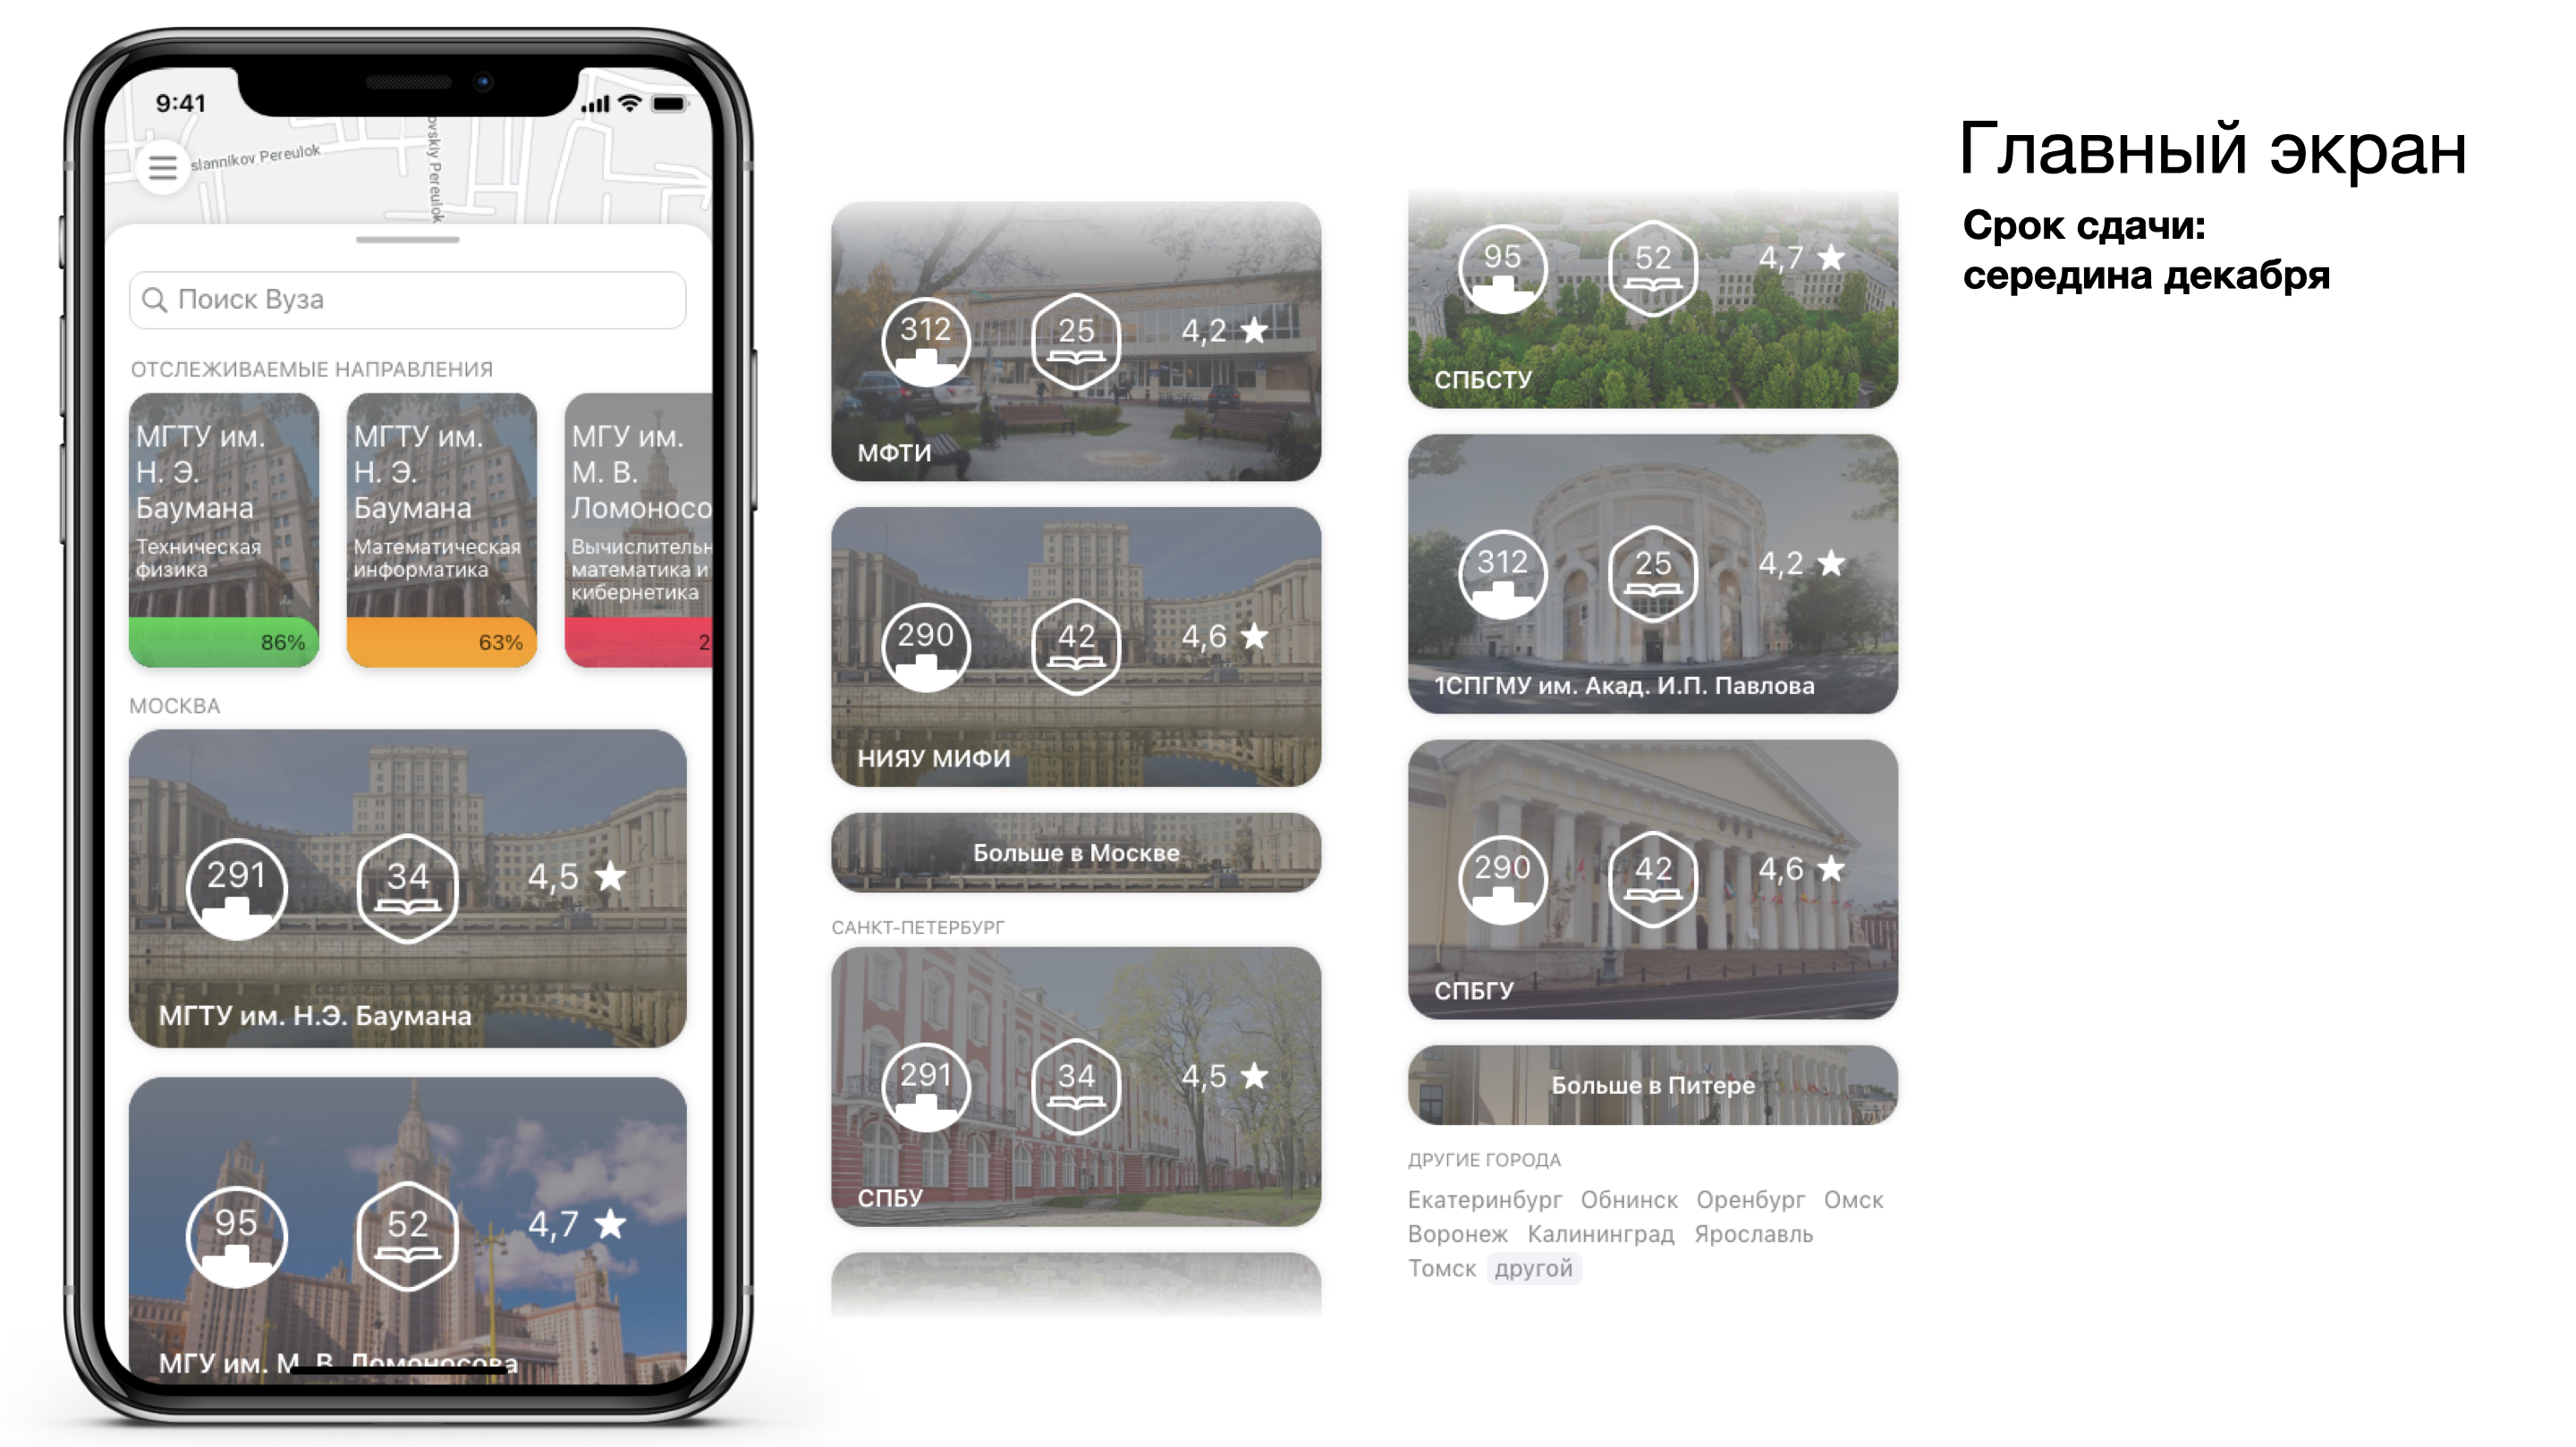 9:41
slannikov Pereulok
ovskiy Pereulok
Поиск Вуза
ОТСЛЕЖИВАЕМЫЕ НАПРАВЛЕНИЯ
МГТУ им.
Н. Э.
Баумана
Техническая
физика
86%
МГТУ им.
Н. Э.
Баумана
Математическая
информатика
63%
МГУ им.
М. В.
Ломоносо
Вычислительн
математика и
кибернетика
2
МОСКВА
291
34
4,5 ★
МГТУ им. Н.Э. Баумана
95
52
4,7 ★
МГУ им. М. В. Ломоносова
312
25
4,2 ★
МФТИ
290
42
4,6 ★
НИЯУ МИФИ
Больше в Москве
САНКТ-ПЕТЕРБУРГ
291
34
4,5 ★
СПБУ
95
52
4,7 ★
СПБСТУ
312
25
4,2 ★
1СПГМУ им. Акад. И.П. Павлова
290
42
4,6 ★
СПБГУ
Больше в Питере
ДРУГИЕ ГОРОДА
Екатеринбург Обнинск Оренбург Омск
Воронеж Калининград Ярославль
Томск другой
Главный экран
Срок сдачи:
середина декабря